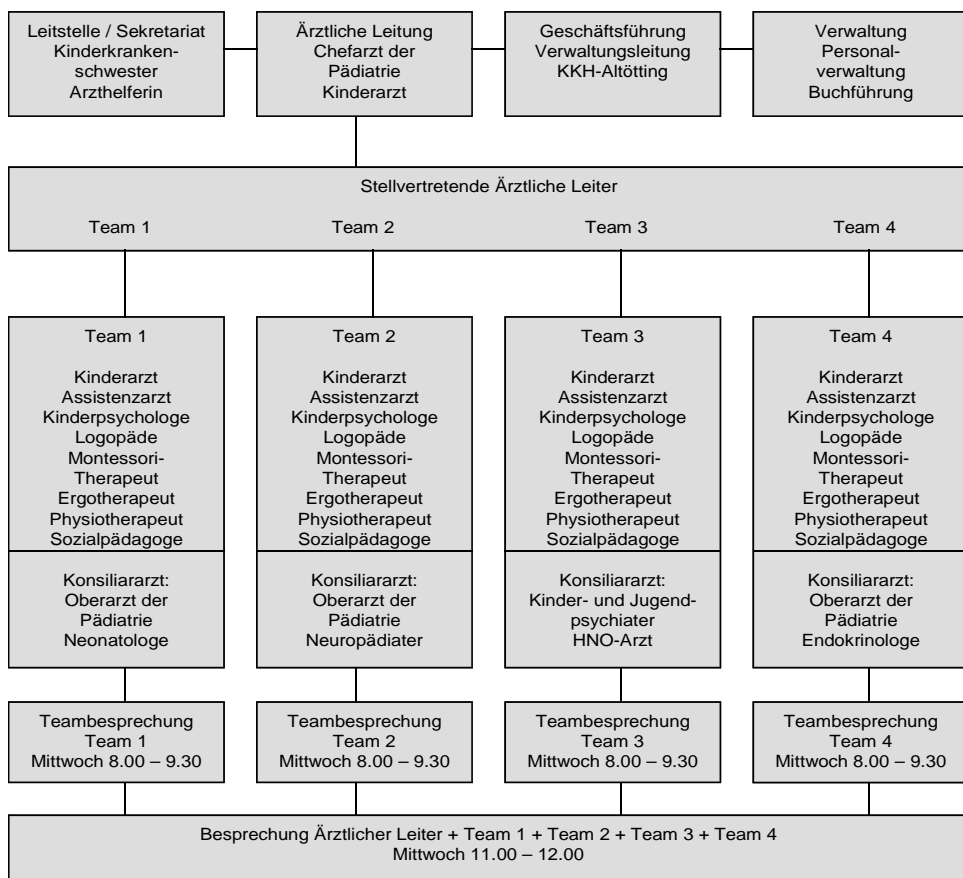 Leitstelle / Sekretariat
Kinderkranken-
schwester
Arzthelferin
Ärztliche Leitung
Chefarzt der
Pädiatrie
Kinderarzt
Geschäftsführung
Verwaltungsleitung
KKH-Altötting
Verwaltung
Personal-
verwaltung
Buchführung
Stellvertretende Ärztliche Leiter
Team 1
Team 2
Team 3
Team 4
Team 1
Kinderarzt
Assistenzarzt
Kinderpsychologe
Logopäde
Montessori-
Therapeut
Ergotherapeut
Physiotherapeut
Sozialpädagoge
Konsiliararzt:
Oberarzt der
Pädiatrie
Neonatologe
Team 2
Kinderarzt
Assistenzarzt
Kinderpsychologe
Logopäde
Montessori-
Therapeut
Ergotherapeut
Physiotherapeut
Sozialpädagoge
Konsiliararzt:
Oberarzt der
Pädiatrie
Neuropädiater
Team 3
Kinderarzt
Assistenzarzt
Kinderpsychologe
Logopäde
Montessori-
Therapeut
Ergotherapeut
Physiotherapeut
Sozialpädagoge
Konsiliararzt:
Kinder- und Jugend-
psychiater
HNO-Arzt
Team 4
Kinderarzt
Assistenzarzt
Kinderpsychologe
Logopäde
Montessori-
Therapeut
Ergotherapeut
Physiotherapeut
Sozialpädagoge
Konsiliararzt:
Oberarzt der
Pädiatrie
Endokrinologe
Teambesprechung
Team 1
Mittwoch 8.00 – 9.30
Teambesprechung
Team 2
Mittwoch 8.00 – 9.30
Teambesprechung
Team 3
Mittwoch 8.00 – 9.30
Teambesprechung
Team 4
Mittwoch 8.00 – 9.30
Besprechung Ärztlicher Leiter + Team 1 + Team 2 + Team 3 + Team 4
Mittwoch 11.00 – 12.00